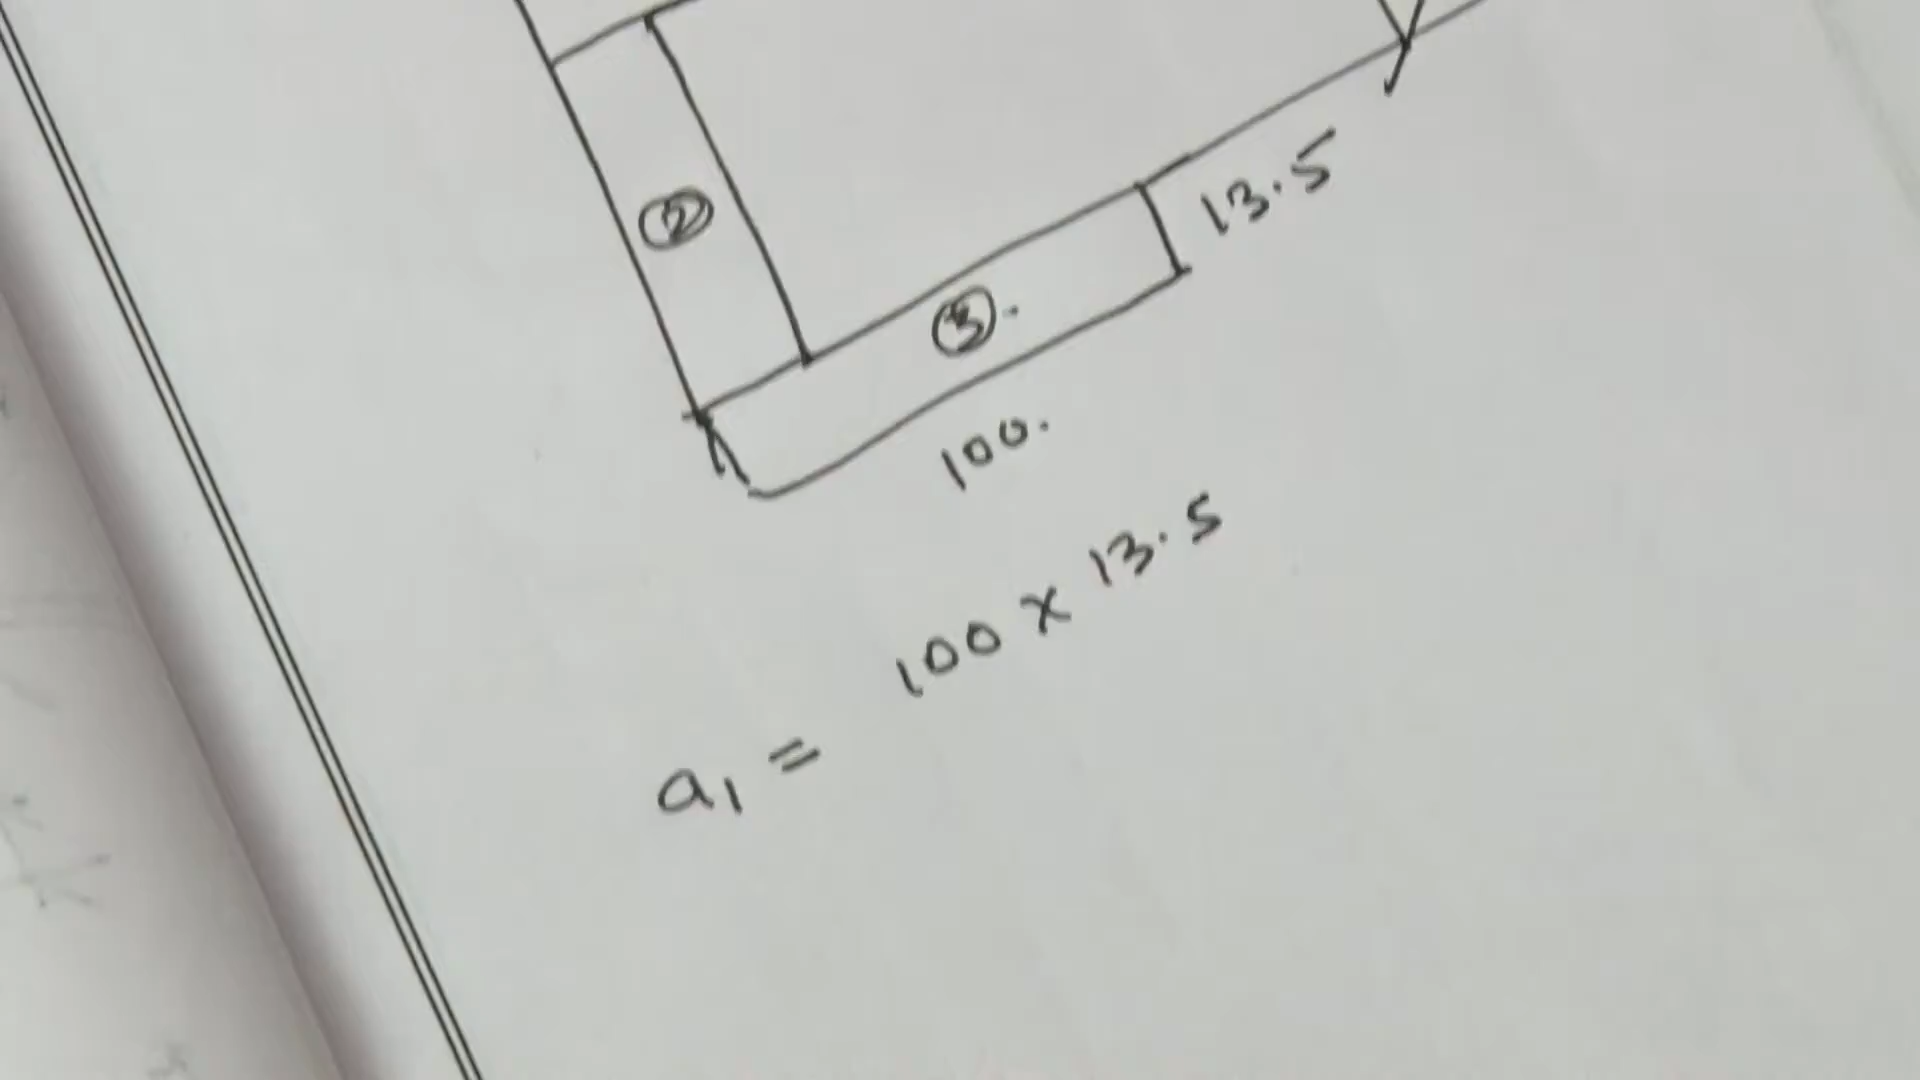 ②
13.5
③.
100.
a₁ = 100 × 13.5